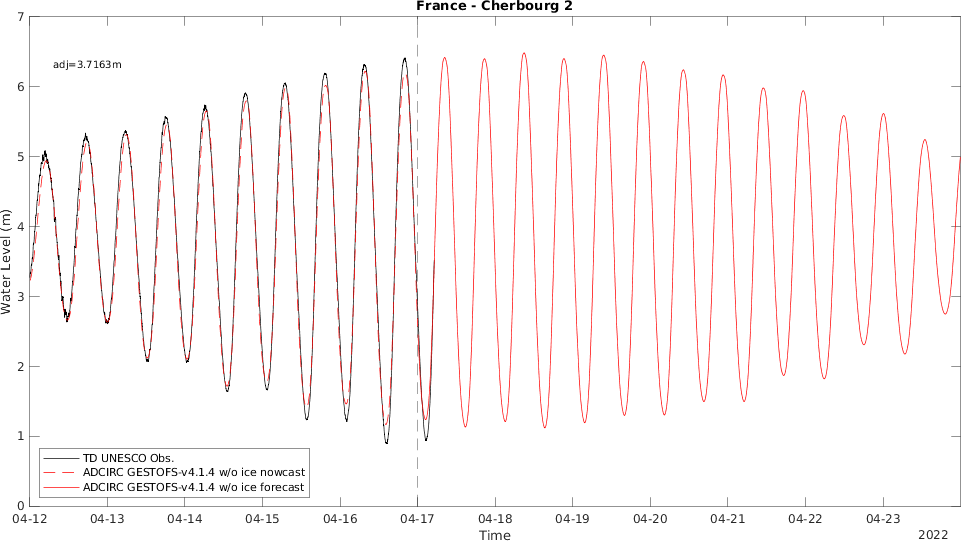 France - Cherbourg 2
7
6
5
4
3
2
1
0
Water Level (m)
adj=3.7163m
TD UNESCO Obs.
ADCIRC GESTOFS-v4.1.4 w/o ice nowcast
ADCIRC GESTOFS-v4.1.4 w/o ice forecast
04-12 04-13 04-14 04-15 04-16 04-17 04-18 04-19 04-20 04-21 04-22 04-23
Time
2022